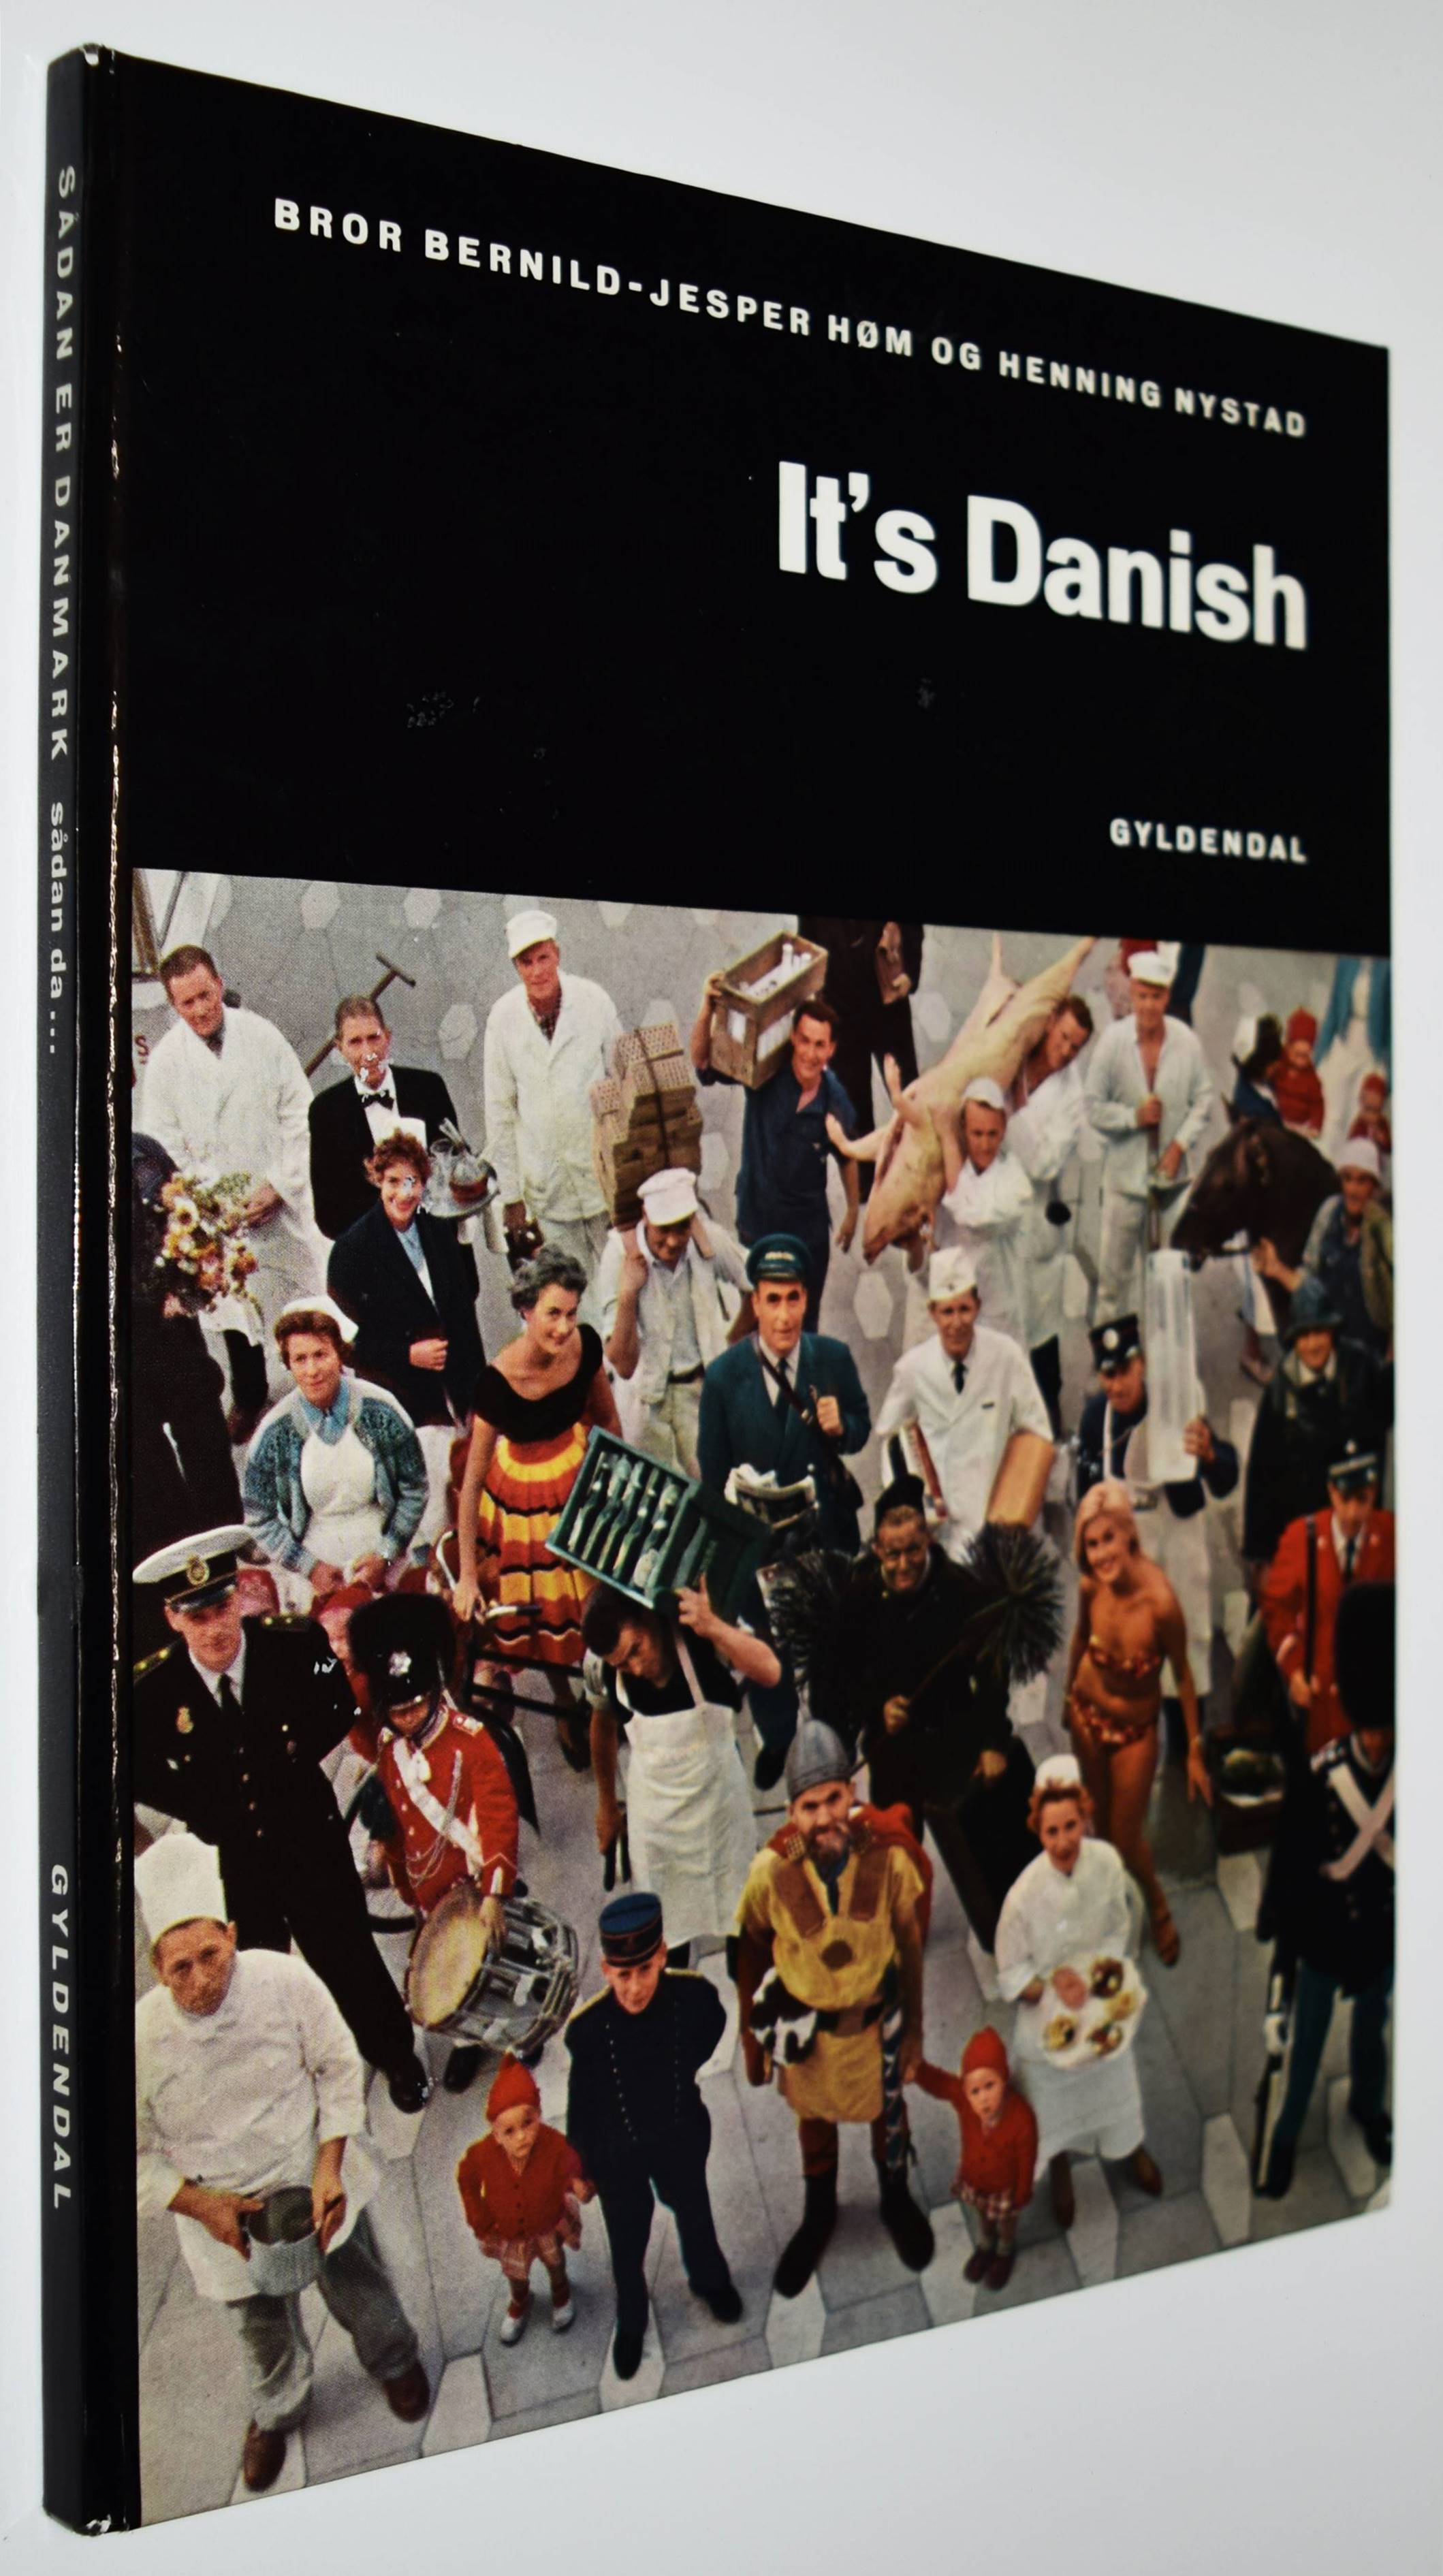 BROR BERNILD-JESPER HØM OG HENNING NYSTAD
It's Danish
GYLDENDAL
SÅDAN ER DANMARK sådan da... GYLDENDAL